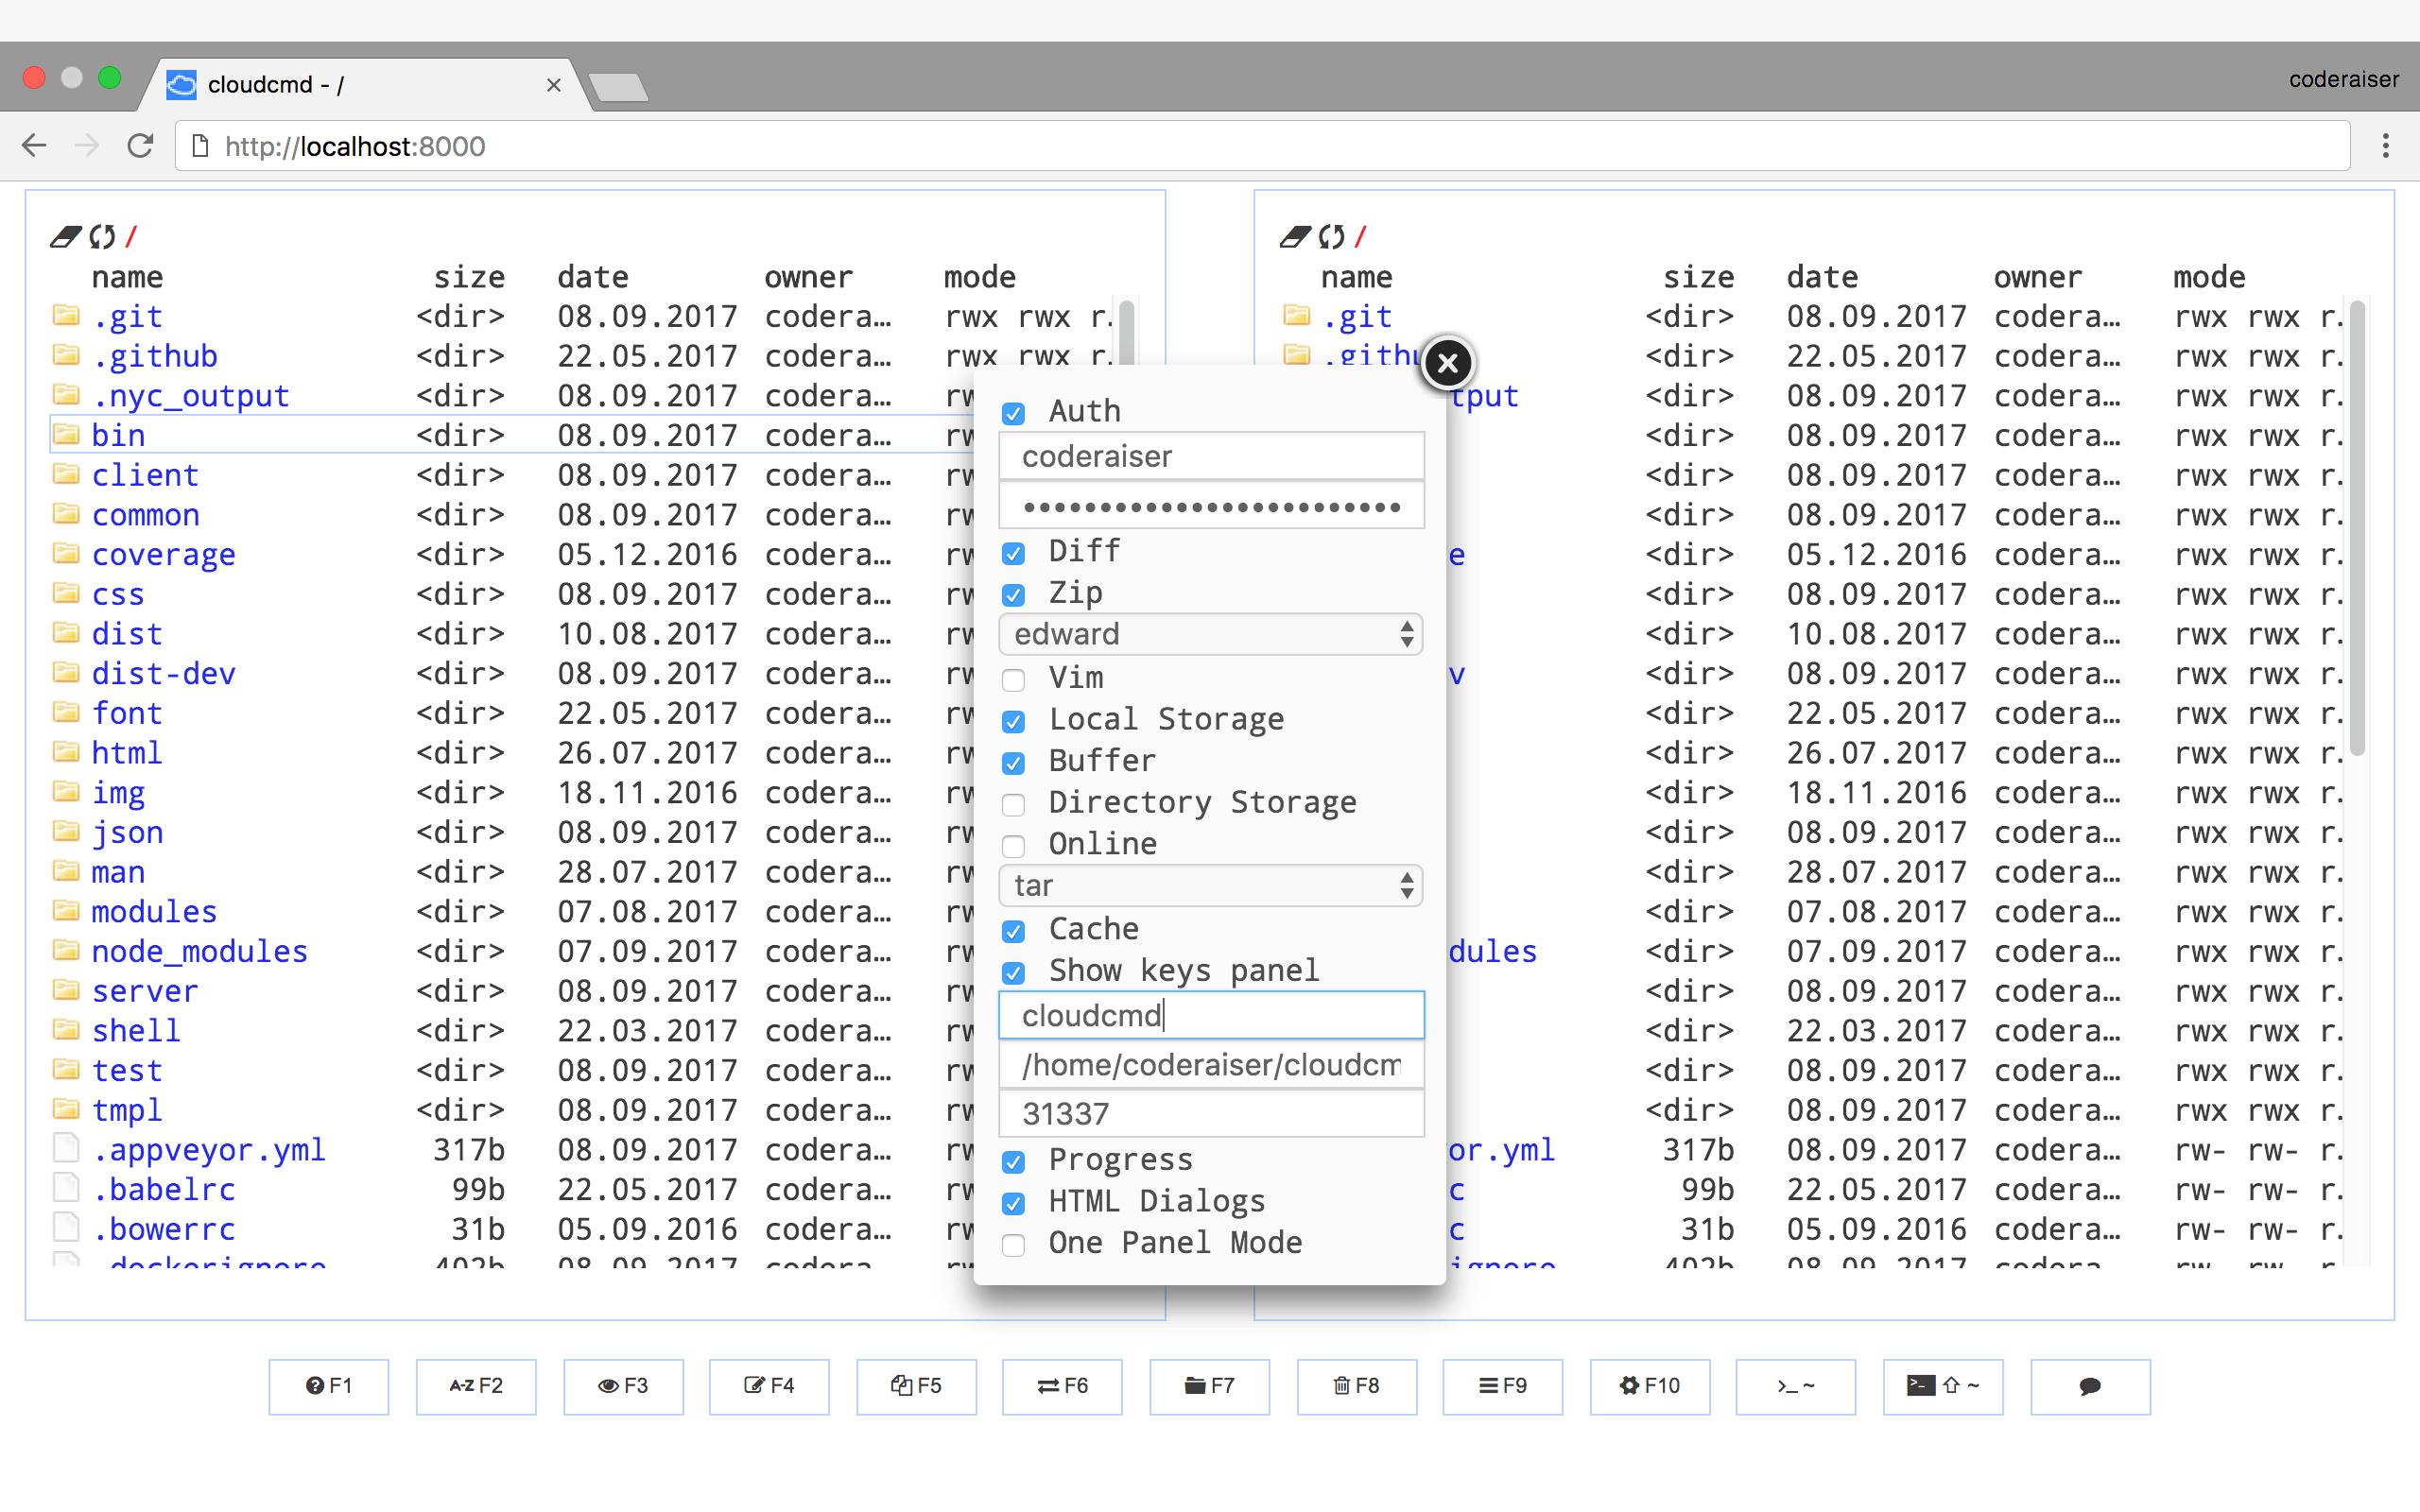 cloudcmd - /
coderaiser
http://localhost:8000
/
name size date owner mode
.git <dir> 08.09.2017 codera… rwx rwx r.
.github <dir> 22.05.2017 codera… rwx rwx r.
.nyc_output <dir> 08.09.2017 codera… rw
bin <dir> 08.09.2017 codera… rw
client <dir> 08.09.2017 codera… rw
common <dir> 08.09.2017 codera… rw
coverage <dir> 05.12.2016 codera… rw
css <dir> 08.09.2017 codera… rw
dist <dir> 10.08.2017 codera… rw
dist-dev <dir> 08.09.2017 codera… rw
font <dir> 22.05.2017 codera… rw
html <dir> 26.07.2017 codera… rw
img <dir> 18.11.2016 codera… rw
json <dir> 08.09.2017 codera… rw
man <dir> 28.07.2017 codera… rw
modules <dir> 07.08.2017 codera… rw
node_modules <dir> 07.09.2017 codera… rw
server <dir> 08.09.2017 codera… rw
shell <dir> 22.03.2017 codera… rw
test <dir> 08.09.2017 codera… rw
tmpl <dir> 08.09.2017 codera… rw
.appveyor.yml 317b 08.09.2017 codera… rw
.babelrc 99b 22.05.2017 codera… rw
.bowerrc 31b 05.09.2016 codera… rw
.dockerignore 402b 08.09.2017 codera… rw
Auth
coderaiser
•••••••••••••••••••••••••
Diff
Zip
edward
Vim
Local Storage
Buffer
Directory Storage
Online
tar
Cache
Show keys panel
cloudcmd
/home/coderaiser/cloudcm
31337
Progress
HTML Dialogs
One Panel Mode
/
name size date owner mode
.git <dir> 08.09.2017 codera… rwx rwx r.
.githu <dir> 22.05.2017 codera… rwx rwx r.
tput <dir> 08.09.2017 codera… rwx rwx r.
<dir> 08.09.2017 codera… rwx rwx r.
<dir> 08.09.2017 codera… rwx rwx r.
<dir> 08.09.2017 codera… rwx rwx r.
e <dir> 05.12.2016 codera… rwx rwx r.
<dir> 08.09.2017 codera… rwx rwx r.
<dir> 10.08.2017 codera… rwx rwx r.
v <dir> 08.09.2017 codera… rwx rwx r.
<dir> 22.05.2017 codera… rwx rwx r.
<dir> 26.07.2017 codera… rwx rwx r.
<dir> 18.11.2016 codera… rwx rwx r.
<dir> 08.09.2017 codera… rwx rwx r.
<dir> 28.07.2017 codera… rwx rwx r.
<dir> 07.08.2017 codera… rwx rwx r.
dules <dir> 07.09.2017 codera… rwx rwx r.
<dir> 08.09.2017 codera… rwx rwx r.
<dir> 22.03.2017 codera… rwx rwx r.
<dir> 08.09.2017 codera… rwx rwx r.
<dir> 08.09.2017 codera… rwx rwx r.
or.yml 317b 08.09.2017 codera… rw- rw- r.
c 99b 22.05.2017 codera… rw- rw- r.
c 31b 05.09.2016 codera… rw- rw- r.
ignore 402b 08.09.2017 codera… rw- rw- r.
F1 A-Z F2 F3 F4 F5 F6 F7 F8 F9 F10 >_ ~ >_ ⇧ ~